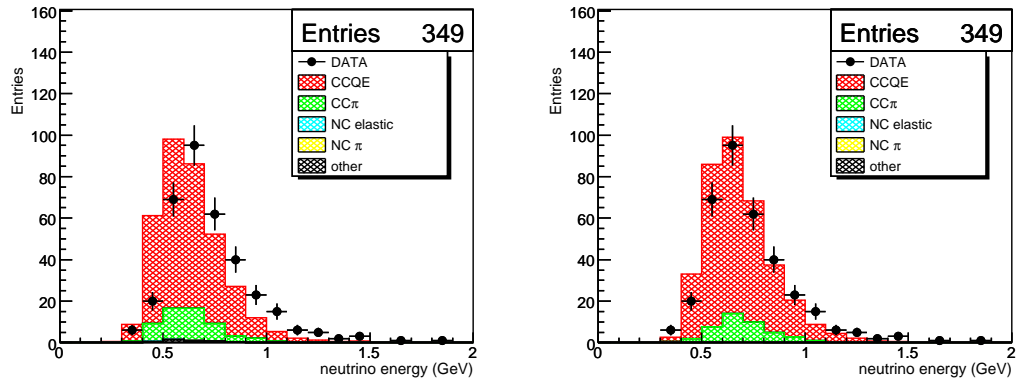 Entries 349
DATA
CCQE
CCπ
NC elastic
NC π
other
Entries
160
140
120
100
80
60
40
20
0
0 0.5 1 1.5 2
neutrino energy (GeV)
Entries 349
DATA
CCQE
CCπ
NC elastic
NC π
other
Entries
160
140
120
100
80
60
40
20
0
0 0.5 1 1.5 2
neutrino energy (GeV)